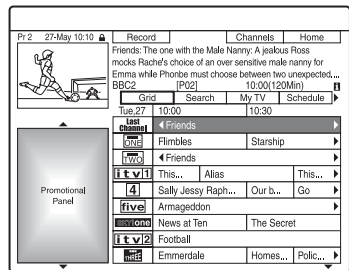 Pr 2 27-May 10:10 Record Channels Home
Friends: The one with the Male Nanny: A jealous Ross
mocks Rache's choice of an over sensitive male nanny for
Emma while Phonbe must choose between two unexpected....
BBC2 [P02] 10:00(120Min)
Grid Search My TV Schedule
Tue,27 10:00 10:30
Last Channel Friends
ONE Flimbles Starship
TWO Friends
itv1 This... Alias This...
4 Sally Jessy Raph... Our b... Go
five Armageddon
one News at Ten The Secret
itv2 Football
THREE Emmerdale Homes... Polic...
Promotional
Panel